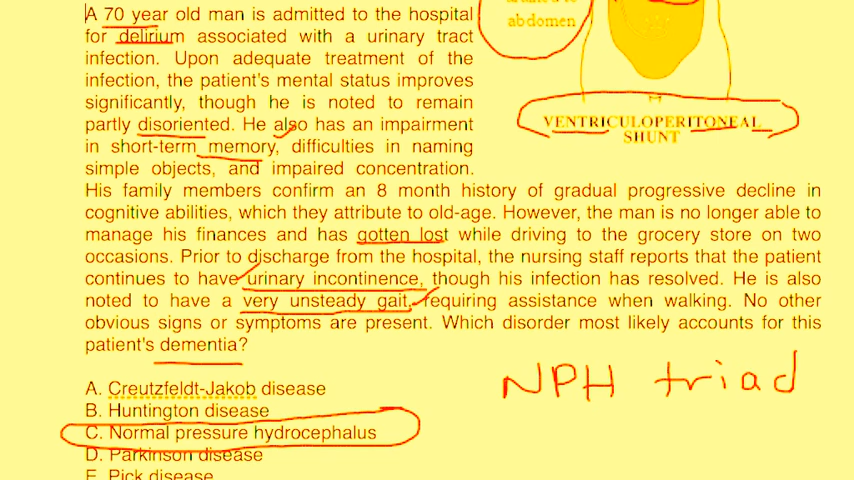 A 70 year old man is admitted to the hospital
for delirium associated with a urinary tract
infection. Upon adequate treatment of the
infection, the patient's mental status improves
significantly, though he is noted to remain
partly disoriented. He also has an impairment
in short-term memory, difficulties in naming
simple objects, and impaired concentration.
His family members confirm an 8 month history of gradual progressive decline in
cognitive abilities, which they attribute to old-age. However, the man is no longer able to
manage his finances and has gotten lost while driving to the grocery store on two
occasions. Prior to discharge from the hospital, the nursing staff reports that the patient
continues to have urinary incontinence, though his infection has resolved. He is also
noted to have a very unsteady gait, requiring assistance when walking. No other
obvious signs or symptoms are present. Which disorder most likely accounts for this
patient's dementia?
A. Creutzfeldt-Jakob disease
B. Huntington disease
C. Normal pressure hydrocephalus
D. Parkinson disease
E. Pick disease
abdomen
VENTRICULOPERITONEAL
SHUNT
NPH triad